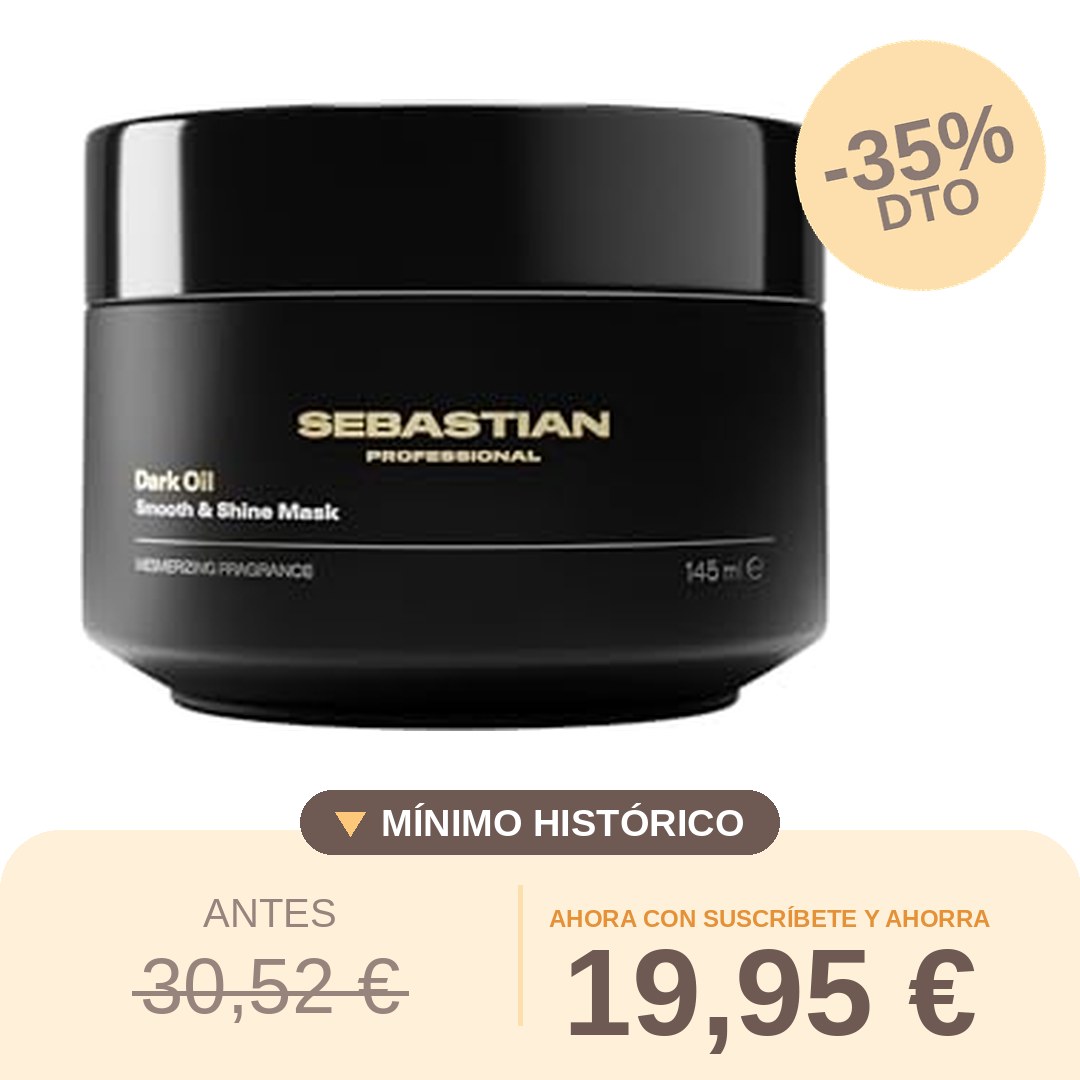 -35%
DTO
SEBASTIAN
PROFESSIONAL
Dark Oil
Smooth & Shine Mask
MESMERIZING FRAGRANCE
145 ml ℮
MÍNIMO HISTÓRICO
ANTES
30,52 €
AHORA CON SUSCRÍBETE Y AHORRA
19,95 €